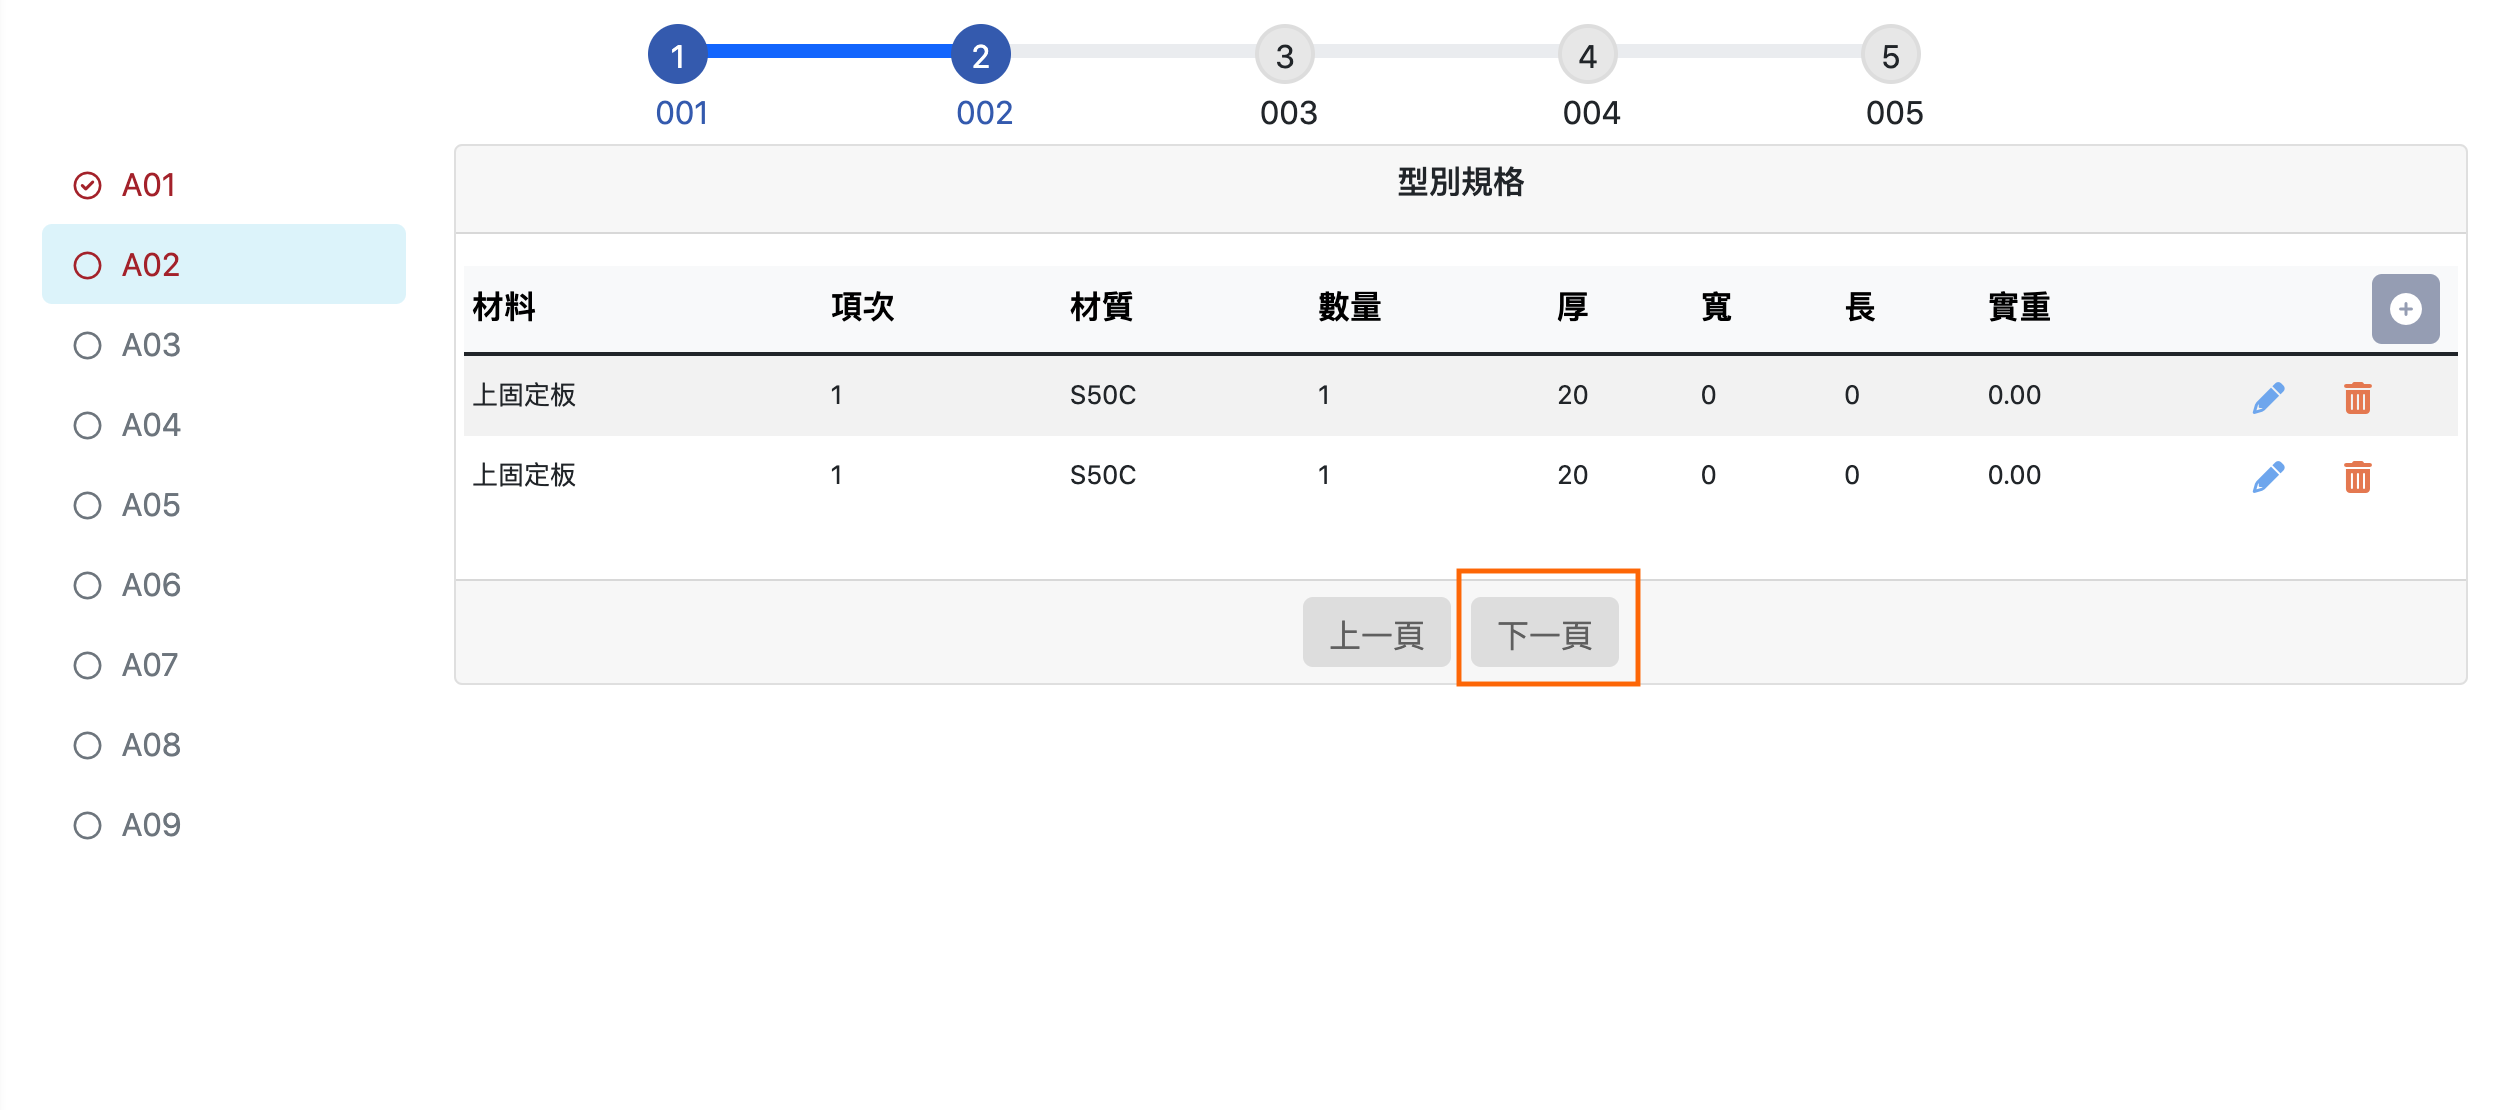 1 2 3 4 5
001 002 003 004 005
A01
A02
A03
A04
A05
A06
A07
A08
A09
型別規格
材料 項次 材質 數量 厚 寬 長 實重
上固定板 1 S50C 1 20 0 0 0.00
上固定板 1 S50C 1 20 0 0 0.00
上一頁 下一頁